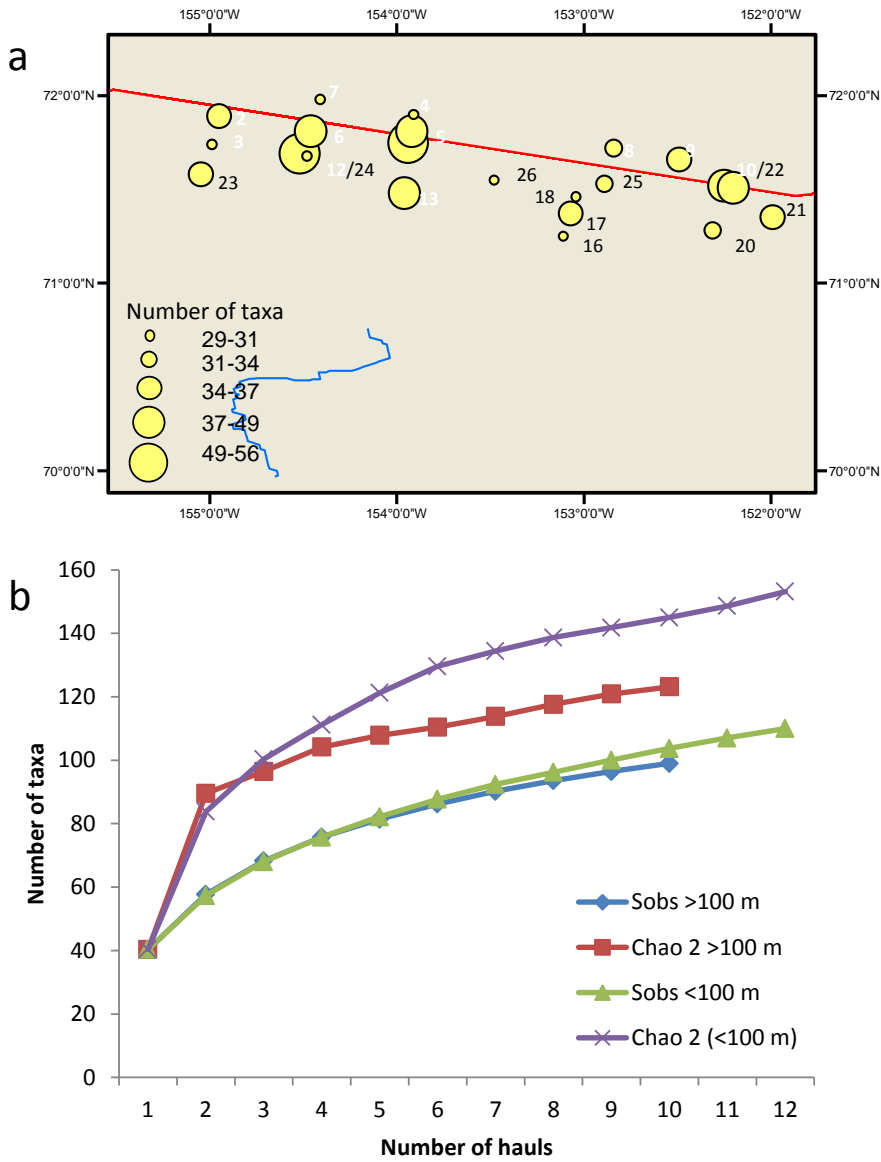 a
155°0'0"W 154°0'0"W 153°0'0"W 152°0'0"W
72°0'0"N 72°0'0"N
7
4
2
6
5
3
8
9
12/24
10/22
23
26
25
13
18
17
21
16
20
71°0'0"N 71°0'0"N
Number of taxa
29-31
31-34
34-37
37-49
49-56
70°0'0"N 70°0'0"N
155°0'0"W 154°0'0"W 153°0'0"W 152°0'0"W
b
160
140
120
100
80
60
40
20
0
Number of taxa
Sobs >100 m
Chao 2 >100 m
Sobs <100 m
Chao 2 (<100 m)
1 2 3 4 5 6 7 8 9 10 11 12
Number of hauls